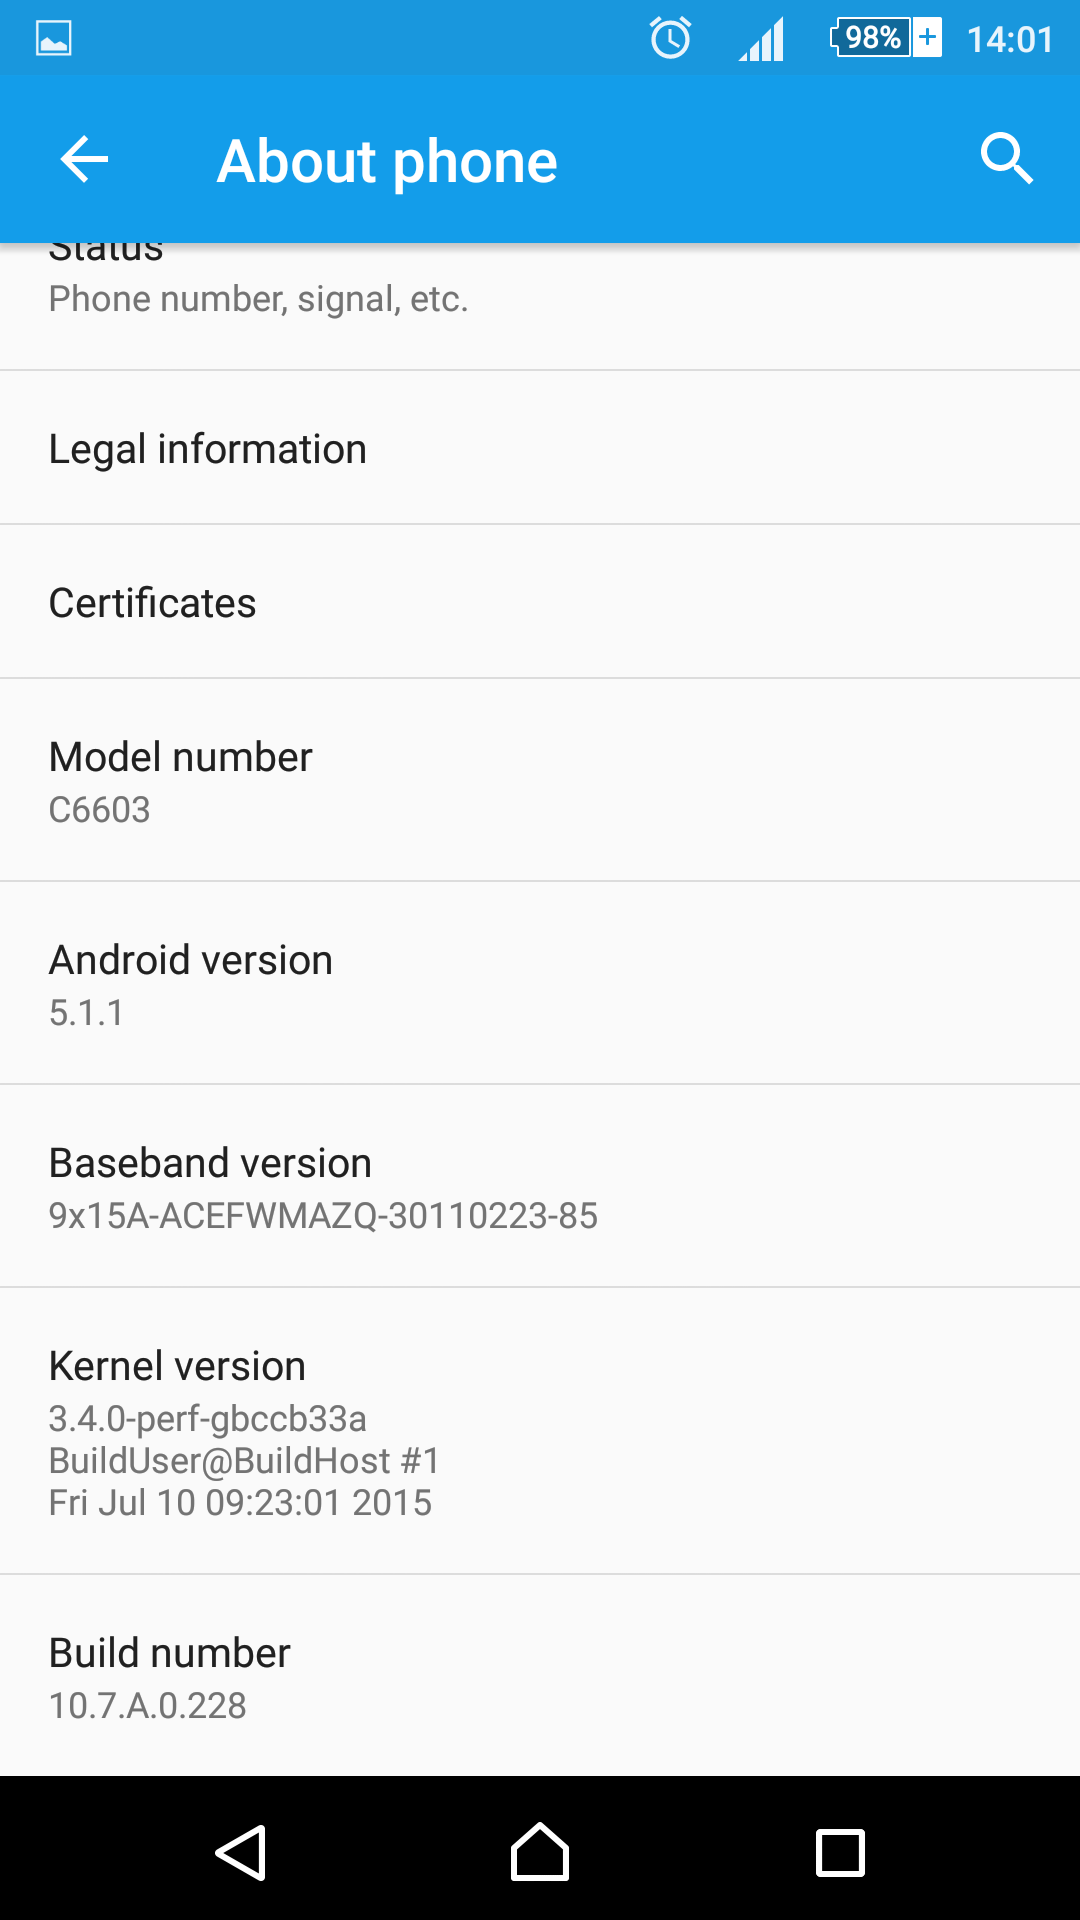 98%
14:01
About phone
Status
Phone number, signal, etc.
Legal information
Certificates
Model number
C6603
Android version
5.1.1
Baseband version
9x15A-ACEFWMAZQ-30110223-85
Kernel version
3.4.0-perf-gbccb33a
BuildUser@BuildHost #1
Fri Jul 10 09:23:01 2015
Build number
10.7.A.0.228